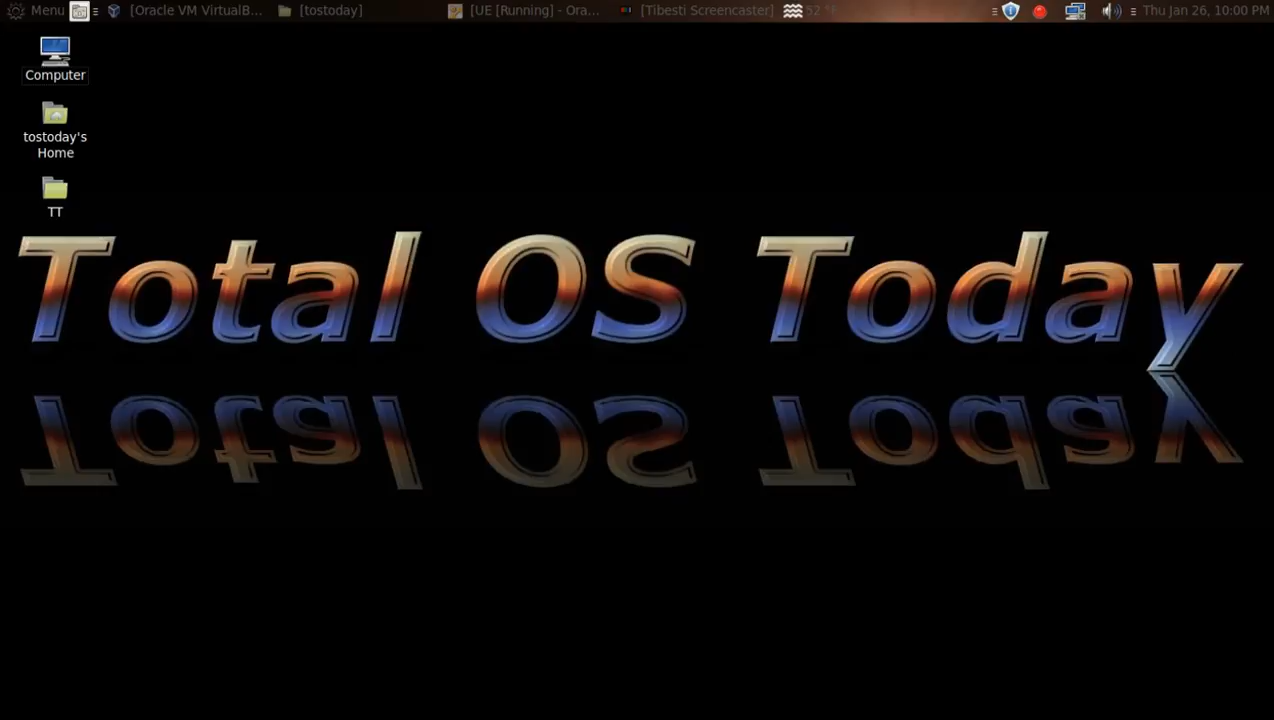 Menu [Oracle VM VirtualB... [tostoday] [UE [Running] - Ora... [Tibesti Screencaster] 52 °F Thu Jan 26, 10:00 PM
Computer
tostoday's
Home
TT
Total OS Today